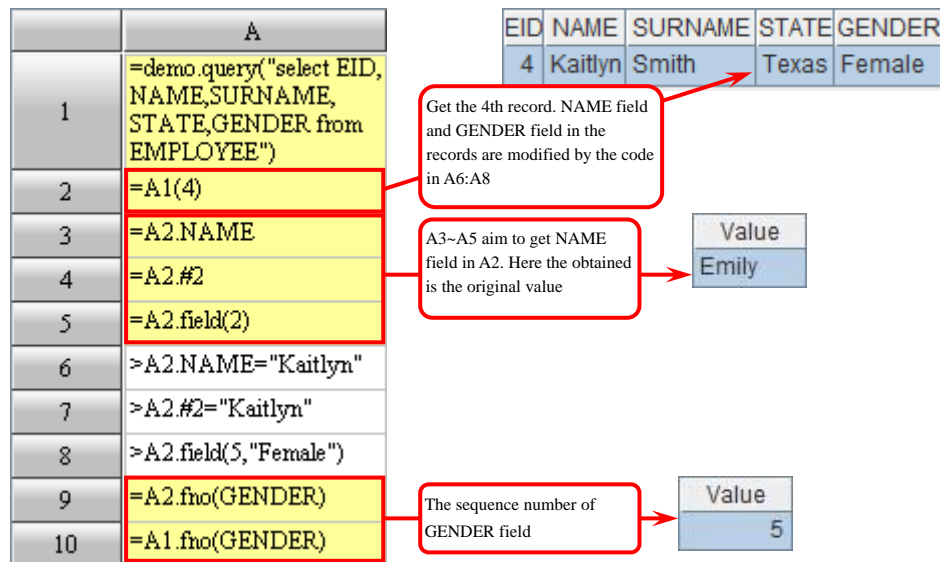 A
1
=demo.query("select EID,
NAME,SURNAME,
STATE,GENDER from
EMPLOYEE")
2
=A1(4)
3
=A2.NAME
4
=A2.#2
5
=A2.field(2)
6
>A2.NAME="Kaitlyn"
7
>A2.#2="Kaitlyn"
8
>A2.field(5,"Female")
9
=A2.fno(GENDER)
10
=A1.fno(GENDER)
EID NAME SURNAME STATE GENDER
4 Kaitlyn Smith Texas Female
Get the 4th record. NAME field
and GENDER field in the
records are modified by the code
in A6:A8
A3~A5 aim to get NAME
field in A2. Here the obtained
is the original value
Value
Emily
The sequence number of
GENDER field
Value
5